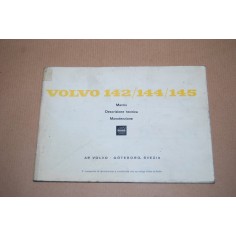 VOLVO 142/144/145
Marcia
Descrizione tecnica
Manutenzione
AB VOLVO · GÖTEBORG SVEZIA